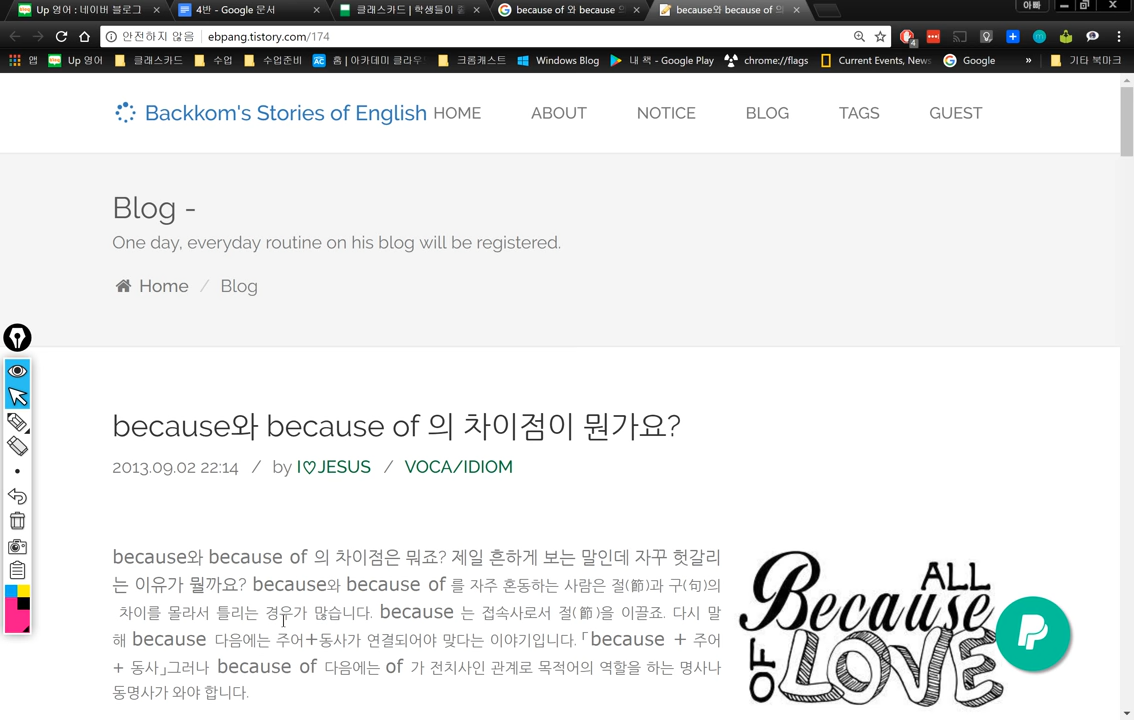 Up 영어 : 네이버 블로그
4반 - Google 문서
클래스카드 | 학생들이
because of 와 because
because와 because of 의
아빠
안전하지 않음
ebpang.tistory.com/174
4
앱
Up 영어
클래스카드
수업
수업준비
홈 | 아카데미 클라우
크롬캐스트
Windows Blog
내 책 - Google Play
chrome://flags
Current Events, News
Google
»
기타 북마크
Backkom's Stories of English
HOME
ABOUT
NOTICE
BLOG
TAGS
GUEST
Blog -
One day, everyday routine on his blog will be registered.
Home / Blog
because와 because of 의 차이점이 뭔가요?
2013.09.02 22:14 / by I♡JESUS / VOCA/IDIOM
because와 because of 의 차이점은 뭐죠? 제일 흔하게 보는 말인데 자꾸 헛갈리
는 이유가 뭘까요? because와 because of 를 자주 혼동하는 사람은 절(節)과 구(句)의
차이를 몰라서 틀리는 경우가 많습니다. because 는 접속사로서 절(節)을 이끌죠. 다시 말
해 because 다음에는 주어+동사가 연결되어야 맞다는 이야기입니다.「because + 주어
+ 동사」그러나 because of 다음에는 of 가 전치사인 관계로 목적어의 역할을 하는 명사나
동명사가 와야 합니다.
ALL
Because
OF
LOVE